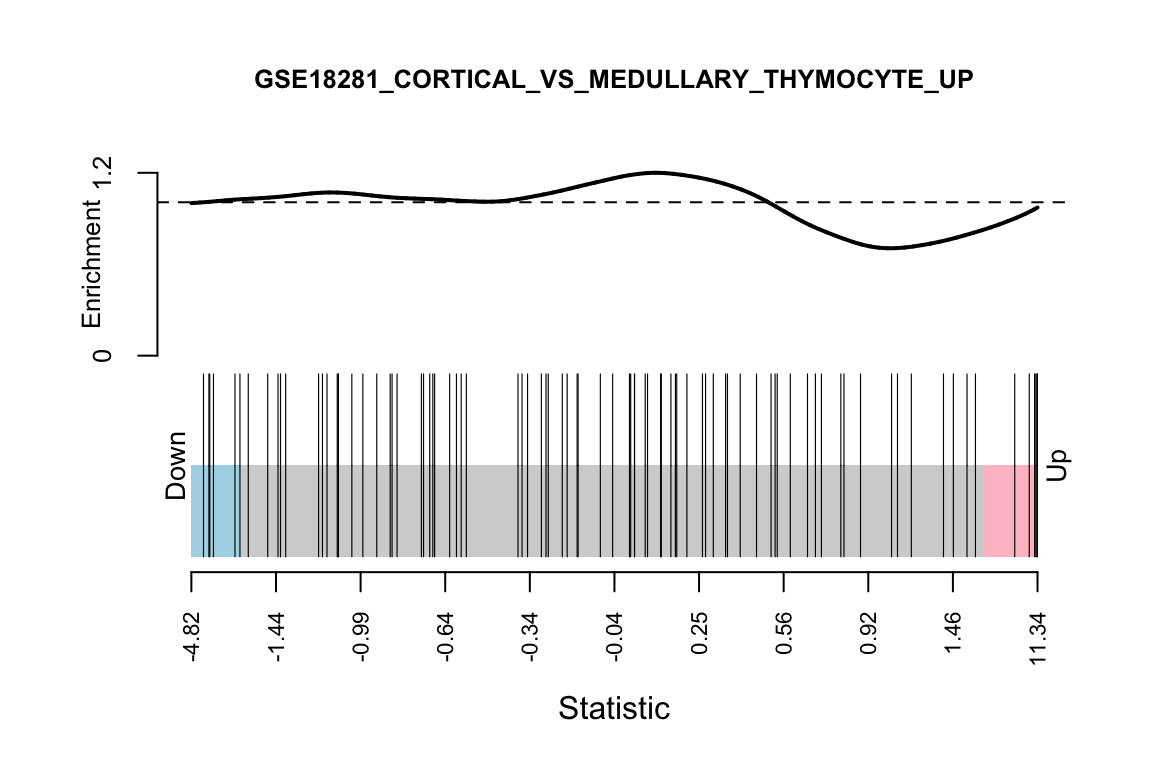 GSE18281_CORTICAL_VS_MEDULLARY_THYMOCYTE_UP
Enrichment
1.2
0
Down
Up
-4.82
-1.44
-0.99
-0.64
-0.34
-0.04
0.25
0.56
0.92
1.46
11.34
Statistic